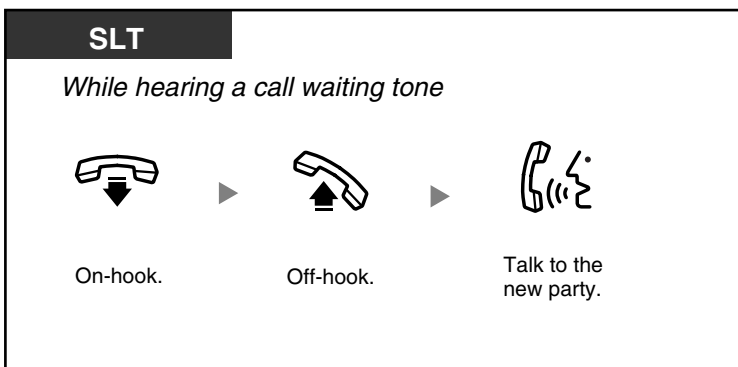 SLT
While hearing a call waiting tone
On-hook.
Off-hook.
Talk to the
new party.